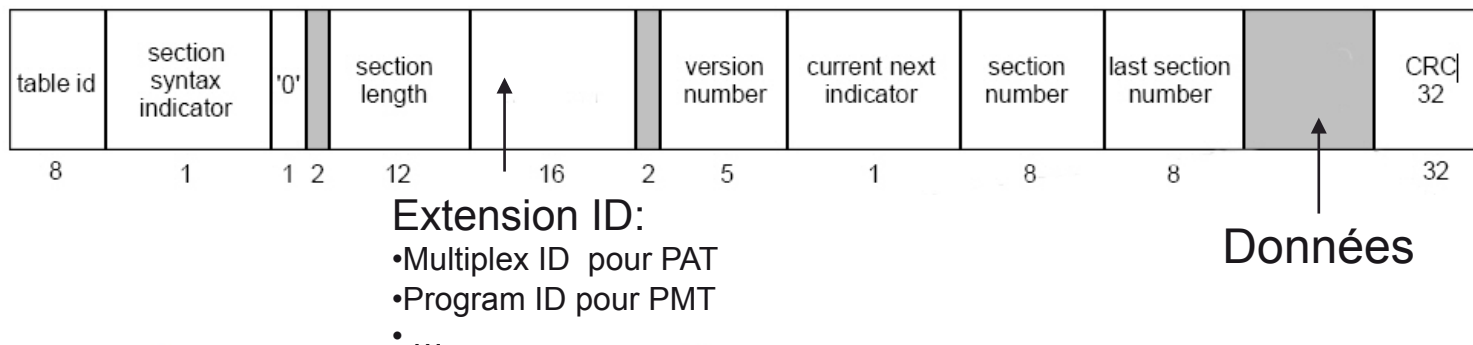 table id
section
syntax
indicator
'0'
section
length
version
number
current next
indicator
section
number
last section
number
CRC
32
8 1 1 2 12 16 2 5 1 8 8 32
Extension ID:
•Multiplex ID pour PAT
•Program ID pour PMT
• ...
Données